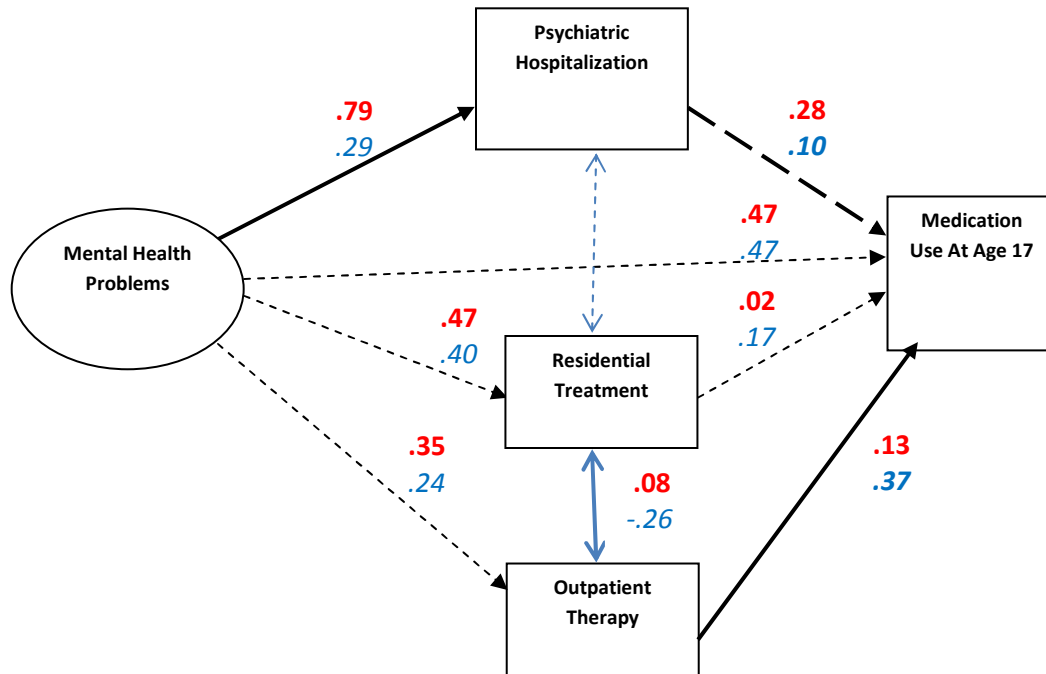 Psychiatric
Hospitalization
.79
.29
.28
.10
Mental Health
Problems
.47
.47
Medication
Use At Age 17
.47
.40
.02
.17
Residential
Treatment
.35
.24
.08
-.26
.13
.37
Outpatient
Therapy